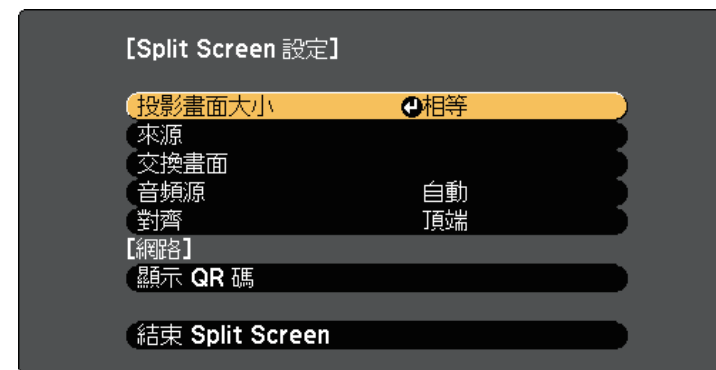 [Split Screen 設定]
投影畫面大小 相等
來源
交換畫面
音頻源 自動
對齊 頂端
[網路]
顯示 QR 碼
結束 Split Screen